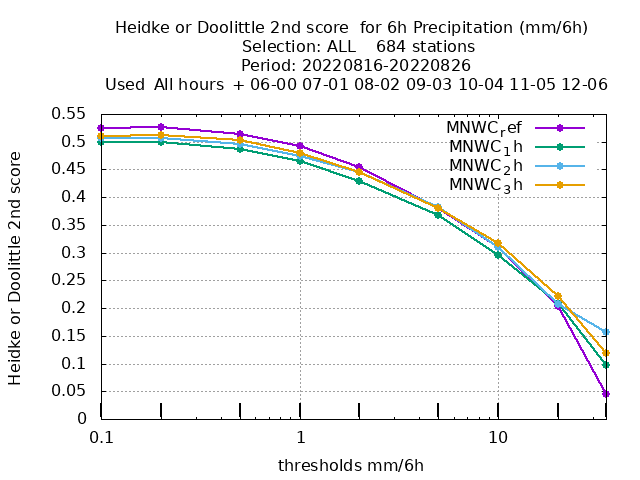 Heidke or Doolittle 2nd score  for 6h Precipitation (mm/6h)
Selection: ALL    684 stations
Period: 20220816-20220826
Used  All hours  + 06-00 07-01 08-02 09-03 10-04 11-05 12-06
Heidke or Doolittle 2nd score
0.55
0.5
0.45
0.4
0.35
0.3
0.25
0.2
0.15
0.1
0.05
0
MNWCref
MNWC1h
MNWC2h
MNWC3h
0.1 1 10
thresholds mm/6h